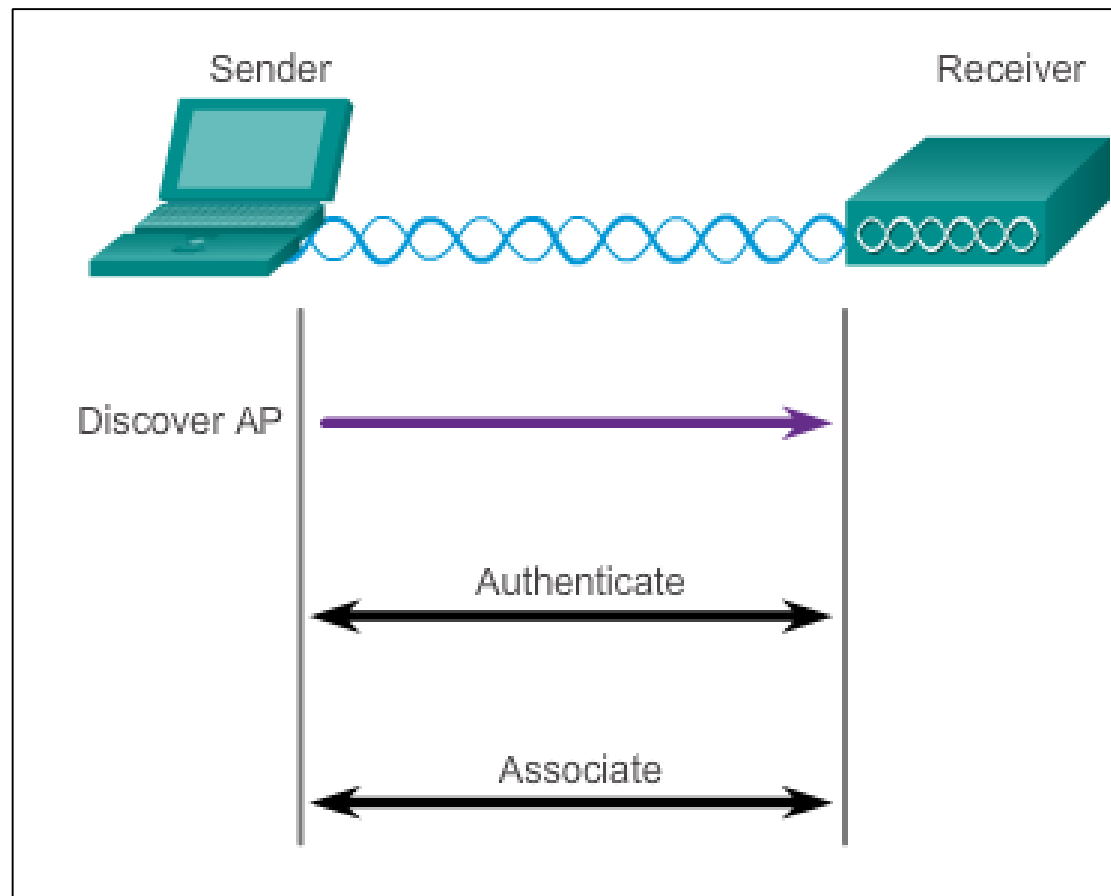 Sender
Receiver
Discover AP
Authenticate
Associate